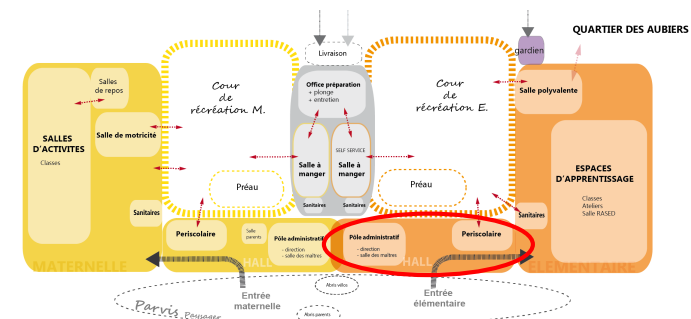 QUARTIER DES AUBIERS
Livraison
gardien
Salles
de repos
Cour
de
récréation M.
Office préparation
+ plonge
+ entretien
Cour
de
récréation E.
Salle polyvalente
SALLES
D'ACTIVITES
Classes
Salle de motricité
SELF SERVICE
Salle à
manger
Salle à
manger
ESPACES
D'APPRENTISSAGE
Classes
Ateliers
Salle RASED
Préau
Préau
Sanitaires
Sanitaires
Sanitaires
Sanitaires
Periscolaire
Salle
parents
Pôle administratif
- direction
- salle des maîtres
Pôle administratif
- direction
- salle des maîtres
Periscolaire
MATERNELLE
HALL
HALL
ELEMENTAIRE
Entrée
maternelle
Abris vélos
Entrée
élémentaire
Parvis Paysager
Abris parents